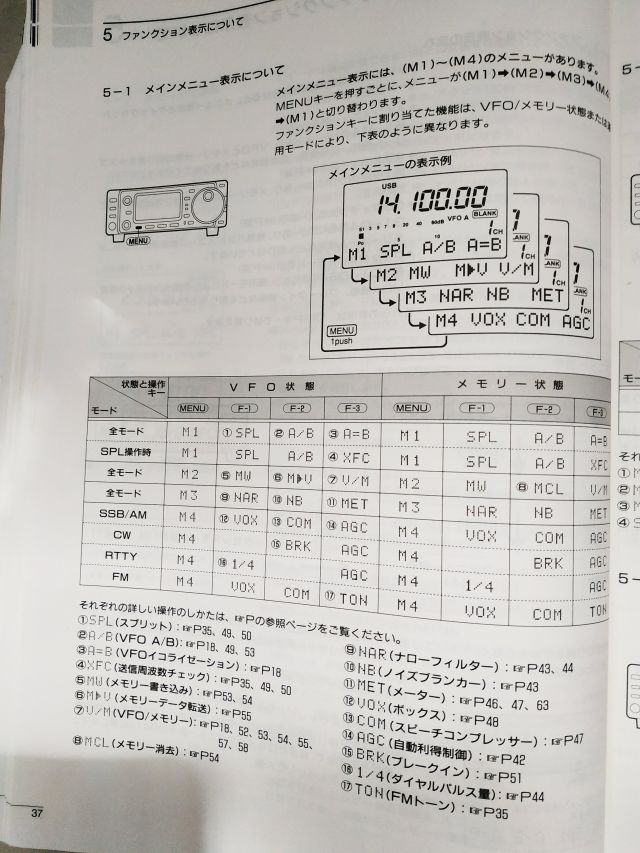 5 ファンクション表示について
5-1 メインメニュー表示について
メインメニュー表示には、(M1)～(M4)のメニューがあります。
MENUキーを押すごとに、メニューが(M1)➡(M2)➡(M3)➡(M4)
➡(M1)と切り替わります。
ファンクションキーに割り当てた機能は、VFO/メモリー状態または
用モードにより、下表のように異なります。
メインメニューの表示例
USB
14.100.00
VFO A BLANK
1CH
M1 SPL A/B A=B
M2 MW M▶V V/M
M3 NAR NB MET
M4 VOX COM AGC
MENU
1push
MENU
状態と操作キー VFO状態 メモリー状態
モード MENU F-1 F-2 F-3 MENU F-1 F-2 F-3
全モード M1 ①SPL ②A/B ③A=B M1 SPL A/B A=B
SPL操作時 M1 SPL A/B ④XFC M1 SPL A/B XFC
全モード M2 ⑤MW ⑥M▶V ⑦V/M M2 MW ⑧MCL V/M
全モード M3 ⑨NAR ⑩NB ⑪MET M3 NAR NB MET
SSB/AM M4 ⑫VOX ⑬COM ⑭AGC M4 VOX COM AGC
CW M4 ⑮BRK AGC M4 BRK AGC
RTTY M4 ⑯1/4 AGC M4 1/4 AGC
FM M4 VOX COM ⑰TON M4 VOX COM TON
それぞれの詳しい操作のしかたは、☞Pの参照ページをご覧ください。
①SPL(スプリット)：☞P35、49、50
②A/B(VFO A/B)：☞P18、49、53
③A=B(VFOイコライゼーション)：☞P18
④XFC(送信周波数チェック)：☞P35、49、50
⑤MW(メモリー書き込み)：☞P53、54
⑥M▶V(メモリーデータ転送)：☞P55
⑦V/M(VFO/メモリー)：☞P18、52、53、54、55、
57、58
⑧MCL(メモリー消去)：☞P54
⑨NAR(ナローフィルター)：☞P43、44
⑩NB(ノイズブランカー)：☞P43
⑪MET(メーター)：☞P46、47、63
⑫VOX(ボックス)：☞P48
⑬COM(スピーチコンプレッサー)：☞P47
⑭AGC(自動利得制御)：☞P42
⑮BRK(ブレークイン)：☞P51
⑯1/4(ダイヤルパルス量)：☞P44
⑰TON(FMトーン)：☞P35
37